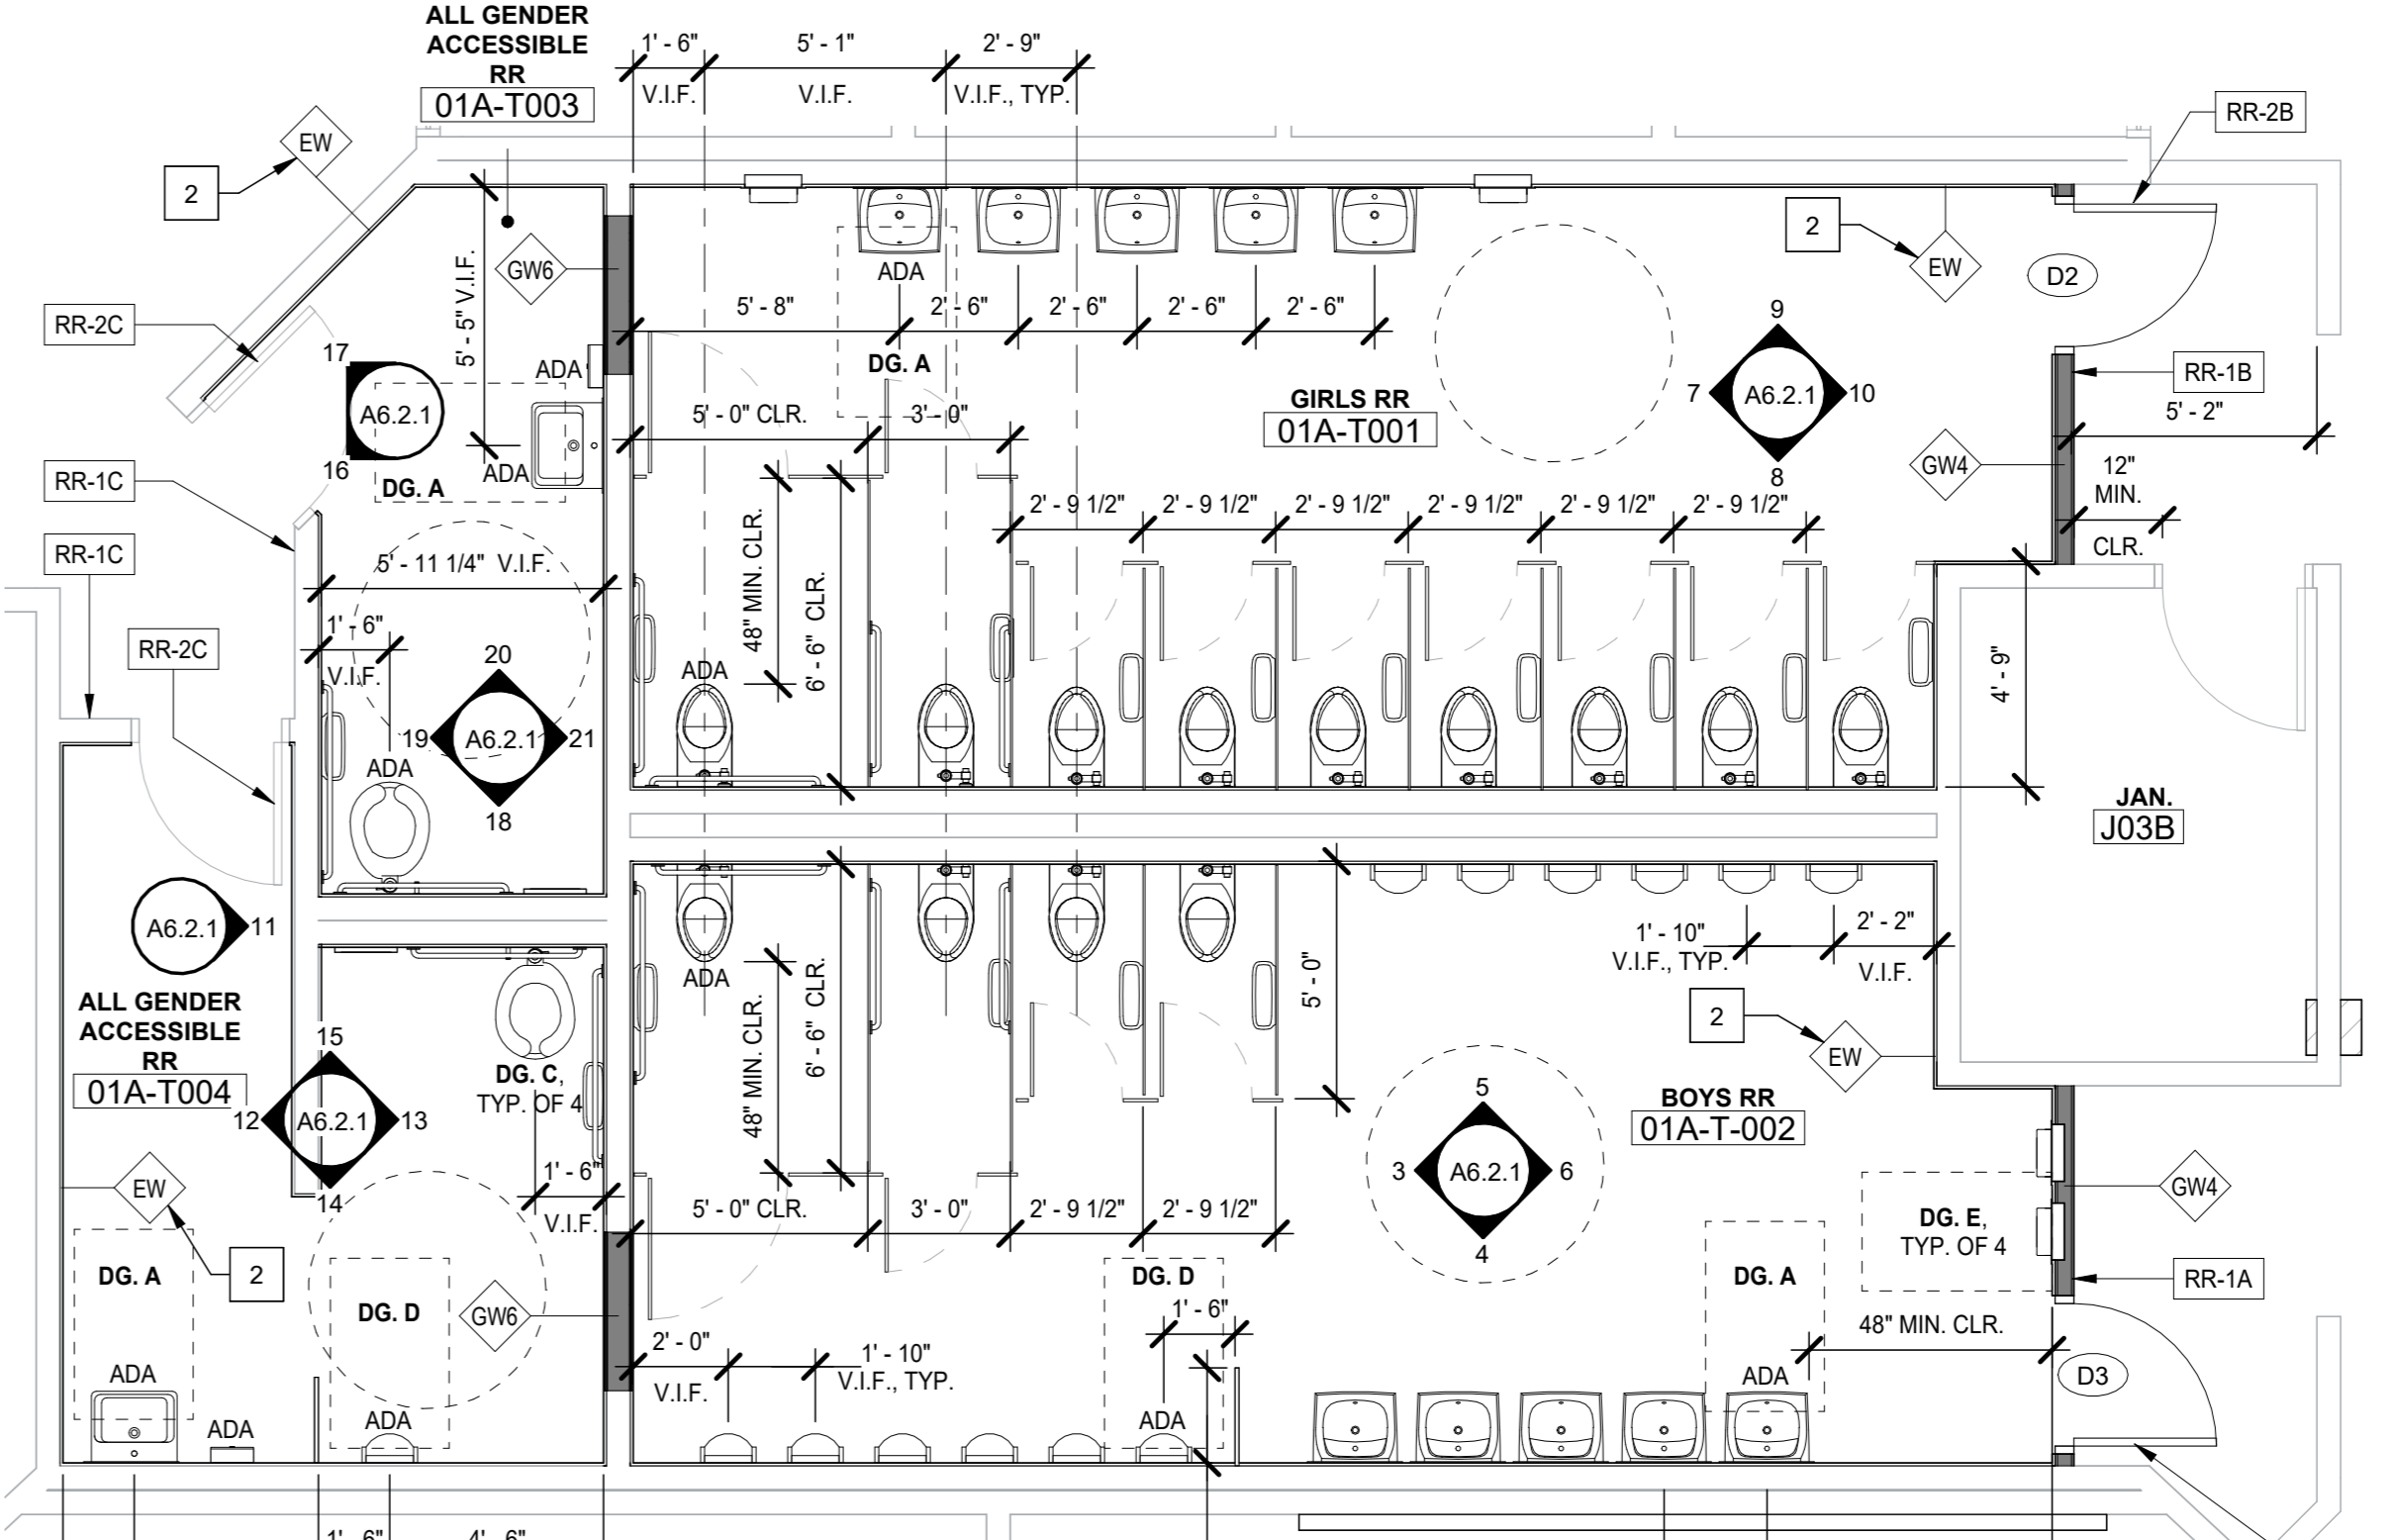 ALL GENDER
ACCESSIBLE
RR
01A-T003
1' - 6"
5' - 1"
2' - 9"
V.I.F.
V.I.F.
V.I.F., TYP.
RR-2B
EW
2
5' - 5" V.I.F.
GW6
2
EW
D2
ADA
5' - 8"
2' - 6"
2' - 6"
2' - 6"
2' - 6"
RR-2C
17
A6.2.1
16
ADA
DG. A
9
7
A6.2.1
10
8
RR-1B
5' - 2"
GIRLS RR
01A-T001
5' - 0" CLR.
3' - 0"
ADA
DG. A
RR-1C
GW4
12"
MIN.
CLR.
2' - 9 1/2"
2' - 9 1/2"
2' - 9 1/2"
2' - 9 1/2"
2' - 9 1/2"
2' - 9 1/2"
RR-1C
5' - 11 1/4" V.I.F.
48" MIN. CLR.
6' - 6" CLR.
1' - 6"
V.I.F.
RR-2C
20
19
A6.2.1
21
18
ADA
ADA
4' - 9"
JAN.
J03B
A6.2.1
11
ADA
48" MIN. CLR.
6' - 6" CLR.
5' - 0"
1' - 10"
V.I.F., TYP.
2' - 2"
V.I.F.
2
EW
ALL GENDER
ACCESSIBLE
RR
01A-T004
15
12
A6.2.1
13
14
DG. C,
TYP. OF 4
1' - 6"
V.I.F.
5
3
A6.2.1
6
4
BOYS RR
01A-T-002
GW4
EW
2
5' - 0" CLR.
3' - 0"
2' - 9 1/2"
2' - 9 1/2"
DG. E,
TYP. OF 4
DG. A
DG. D
GW6
DG. D
1' - 6"
DG. A
RR-1A
48" MIN. CLR.
2' - 0"
V.I.F.
1' - 10"
V.I.F., TYP.
ADA
ADA
ADA
ADA
ADA
D3
1' - 6"
4' - 6"